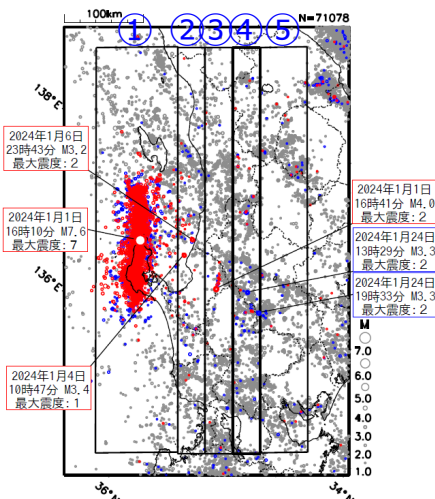 100km
N=71078
① ② ③ ④ ⑤
138°E
2024年1月6日
23時43分 M3.2
最大震度:2
2024年1月1日
16時10分 M7.6
最大震度:7
2024年1月4日
10時47分 M3.4
最大震度:1
2024年1月1日
16時41分 M4.0
最大震度:2
2024年1月24日
13時29分 M3.3
最大震度:2
2024年1月24日
19時33分 M3.3
最大震度:2
136°E
M
7.0
6.0
5.0
4.0
3.0
2.0
1.0
36°N
34°N